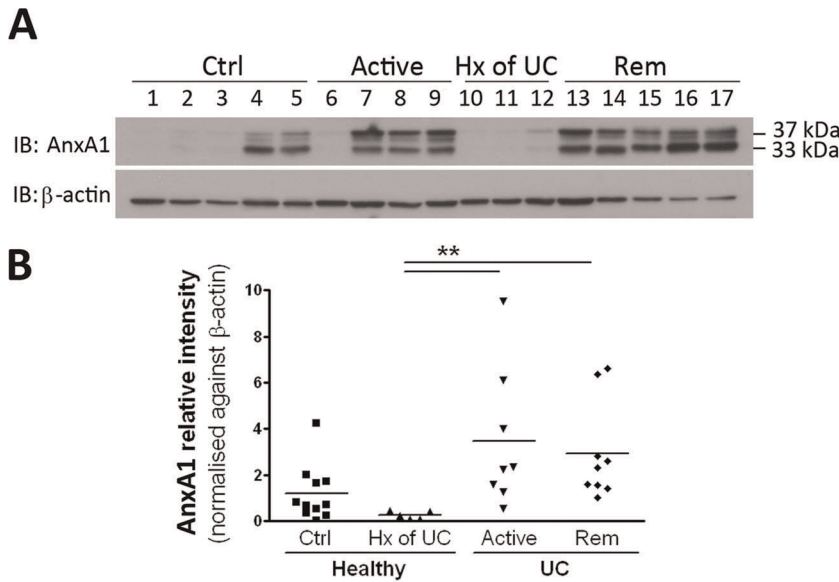 A
Ctrl Active Hx of UC Rem
1 2 3 4 5 6 7 8 9 10 11 12 13 14 15 16 17
IB: AnxA1
37 kDa
33 kDa
IB:β-actin
B
**
AnxA1 relative intensity
(normalised against β-actin)
10
8
6
4
2
0
Ctrl Hx of UC Active Rem
Healthy UC